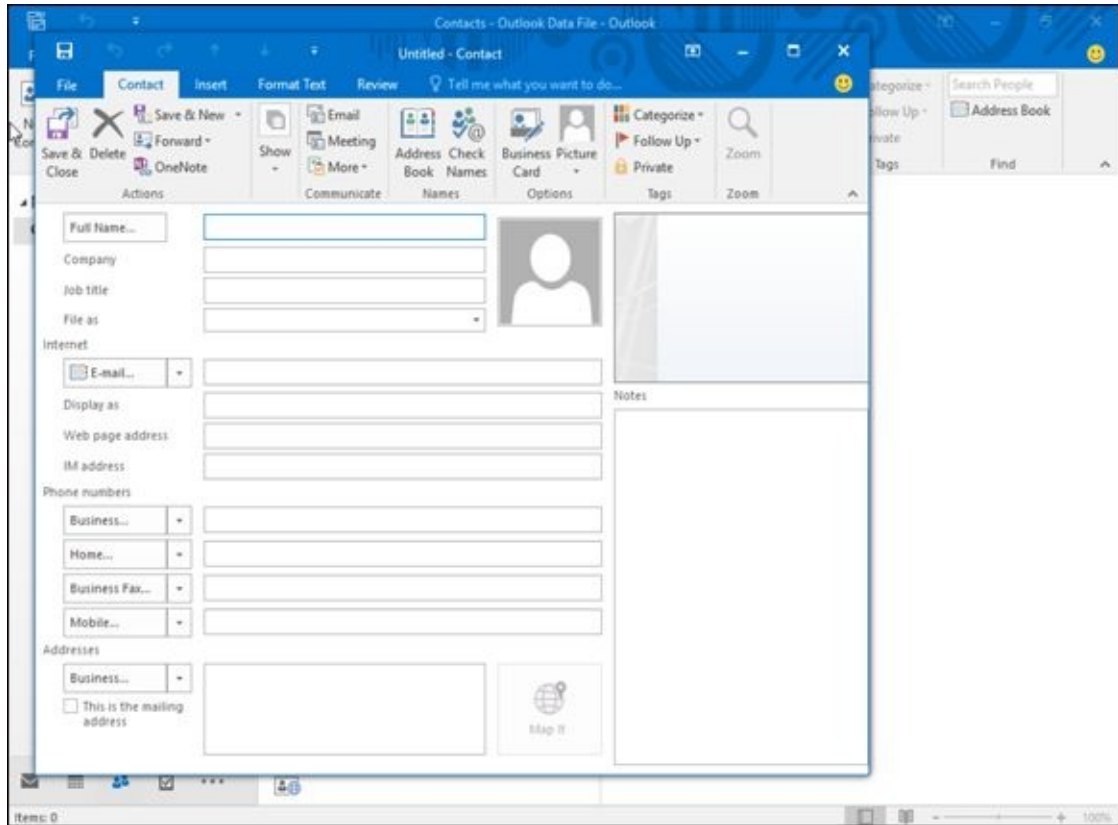 Contacts - Outlook Data File - Outlook
Untitled - Contact
File Contact Insert Format Text Review Tell me what you want to do...
Save & Close
Delete
Save & New
Forward
OneNote
Actions
Show
Email
Meeting
More
Communicate
Address Book
Check Names
Names
Business Card
Picture
Options
Categorize
Follow Up
Private
Tags
Zoom
Zoom
Tags
Search People
Address Book
Find
Full Name...
Company
Job title
File as
Internet
E-mail...
Display as
Web page address
IM address
Phone numbers
Business...
Home...
Business Fax...
Mobile...
Addresses
Business...
This is the mailing
address
Map It
Notes
Items: 0
100%